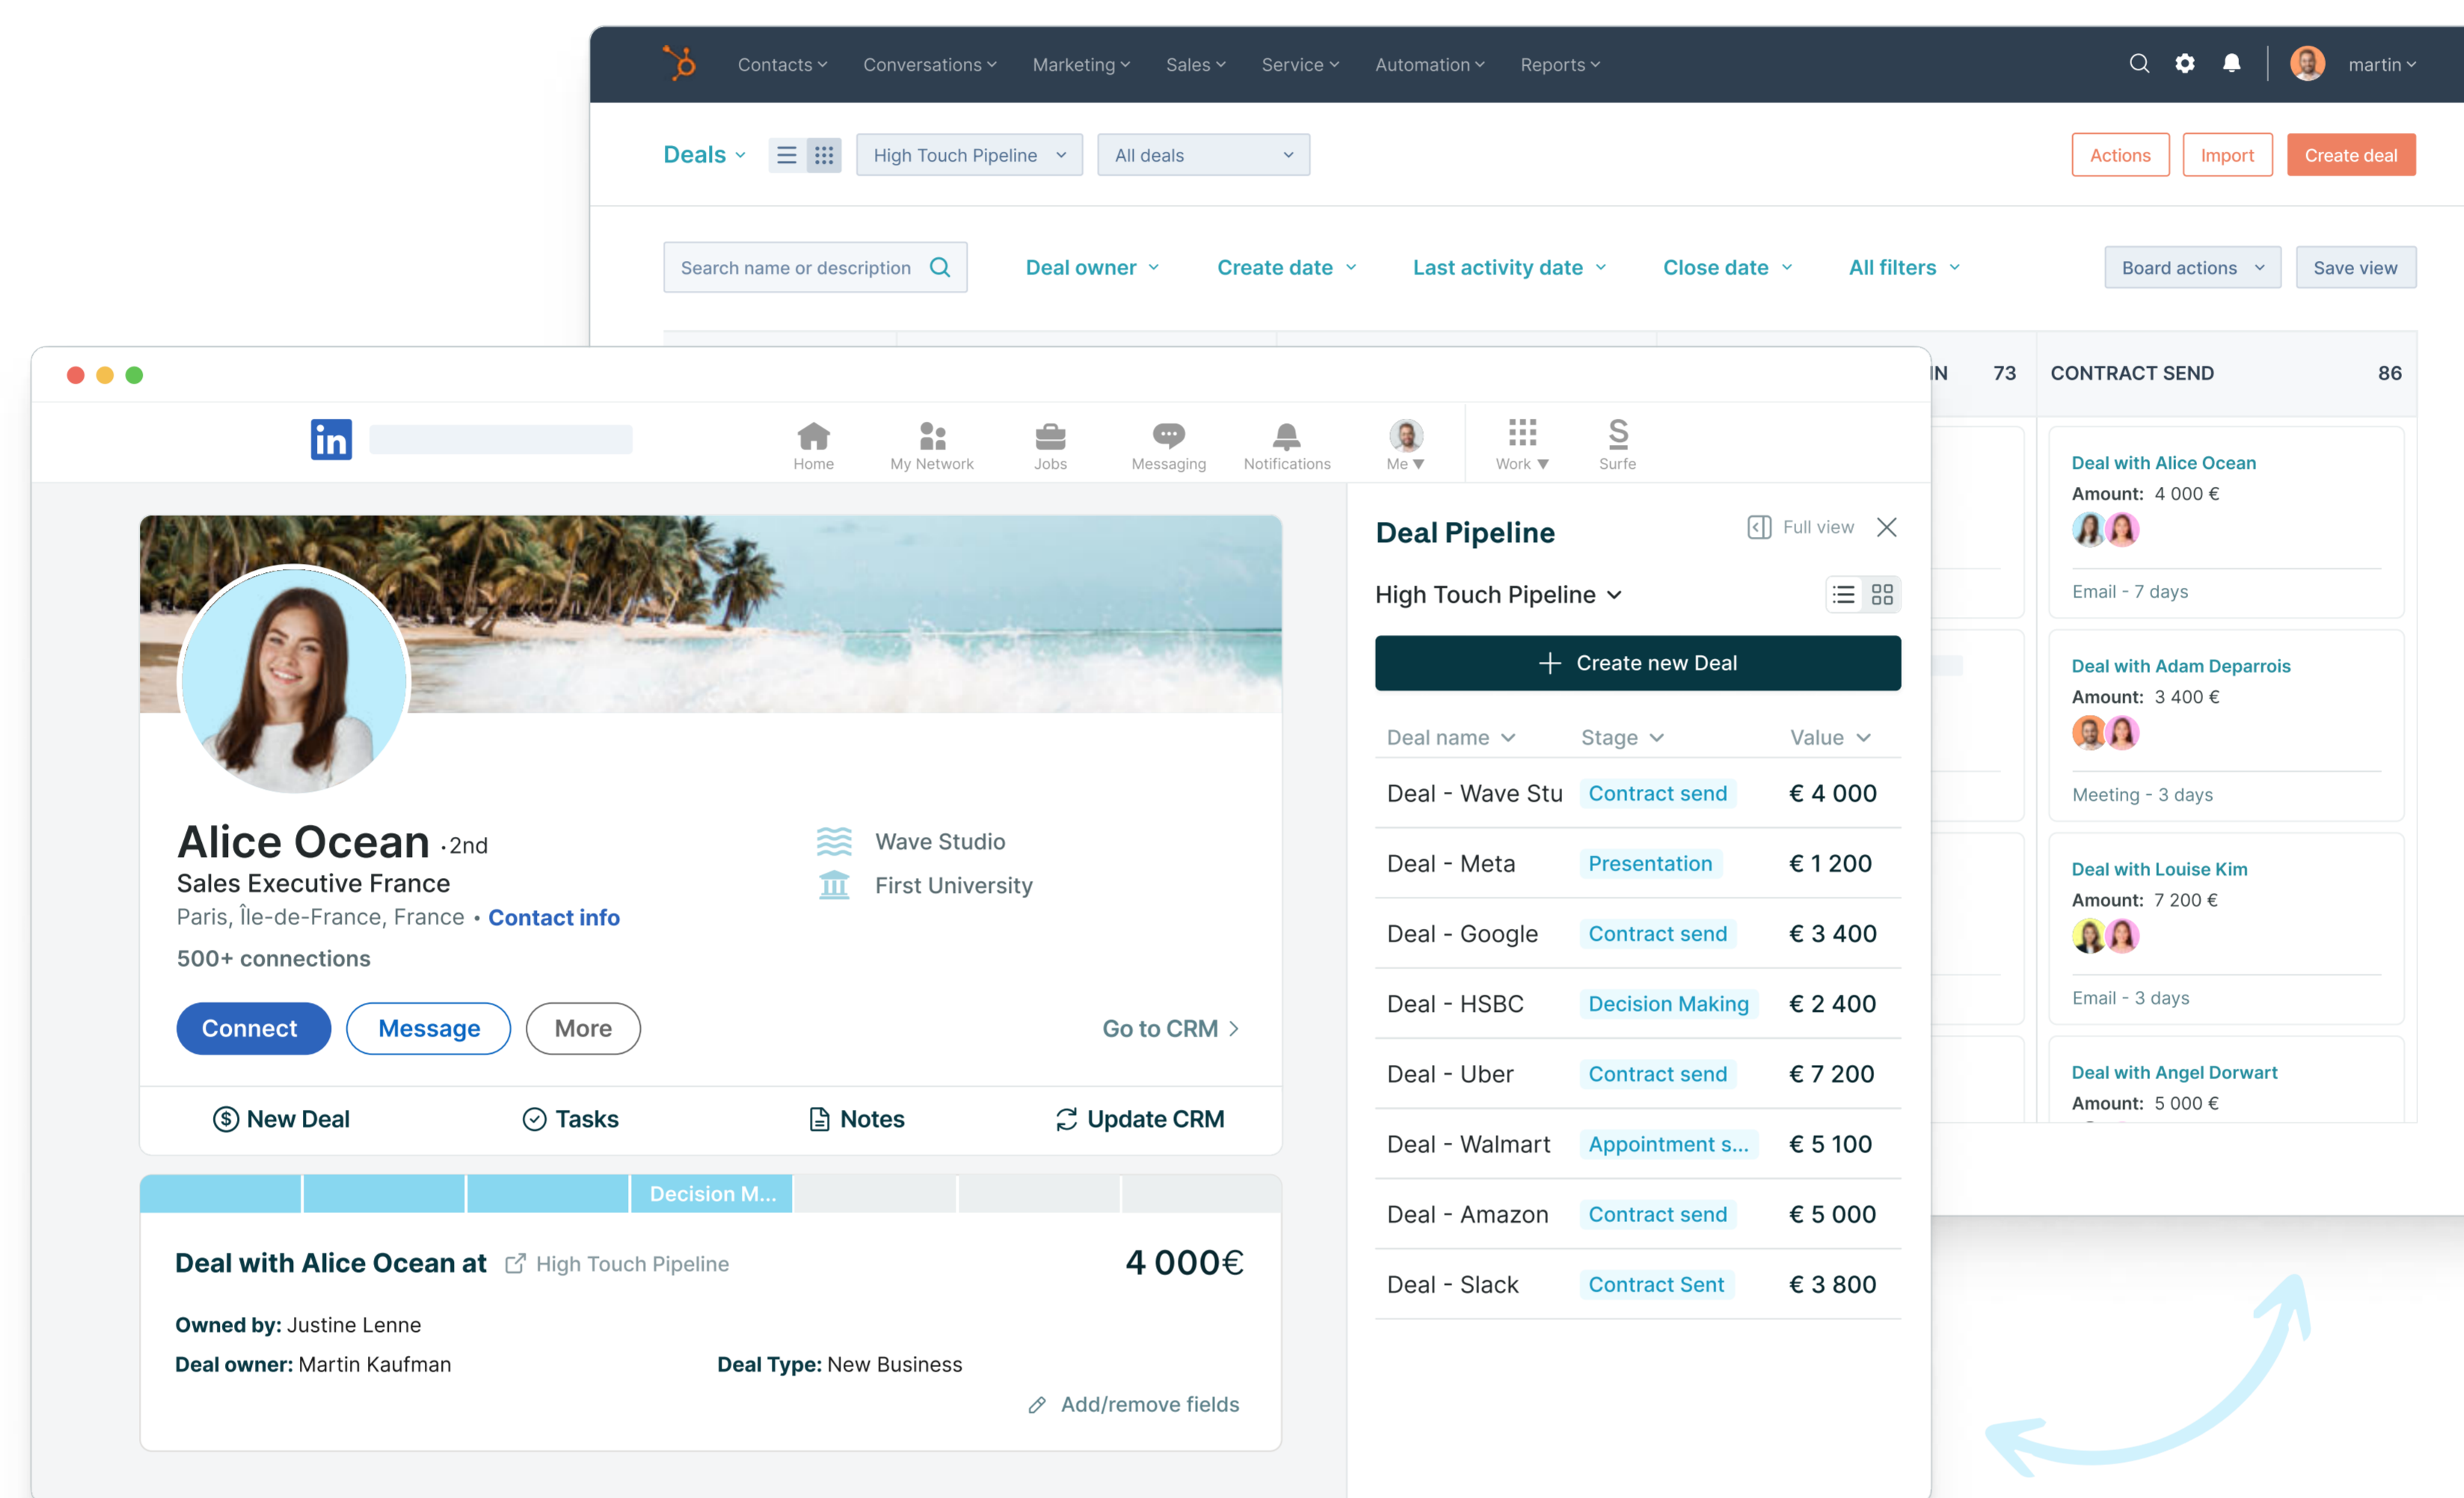 Contacts Conversations Marketing Sales Service Automation Reports martin
Deals High Touch Pipeline All deals Actions Import Create deal
Search name or description Deal owner Create date Last activity date Close date All filters Board actions Save view
IN 73 CONTRACT SEND 86
Deal with Alice Ocean
Amount: 4 000 €
Email - 7 days
Deal with Adam Deparrois
Amount: 3 400 €
Meeting - 3 days
Deal with Louise Kim
Amount: 7 200 €
Email - 3 days
Deal with Angel Dorwart
Amount: 5 000 €
in
Home My Network Jobs Messaging Notifications Me ▼ Work ▼ S Surfe
Alice Ocean · 2nd
Sales Executive France
Paris, Île-de-France, France • Contact info
500+ connections
Wave Studio
First University
Connect Message More Go to CRM
$ New Deal Tasks Notes Update CRM
Decision M...
Deal with Alice Ocean at High Touch Pipeline 4 000€
Owned by: Justine Lenne
Deal owner: Martin Kaufman Deal Type: New Business
Add/remove fields
Deal Pipeline Full view
High Touch Pipeline
+ Create new Deal
Deal name Stage Value
Deal - Wave Stu Contract send € 4 000
Deal - Meta Presentation € 1 200
Deal - Google Contract send € 3 400
Deal - HSBC Decision Making € 2 400
Deal - Uber Contract send € 7 200
Deal - Walmart Appointment s... € 5 100
Deal - Amazon Contract send € 5 000
Deal - Slack Contract Sent € 3 800